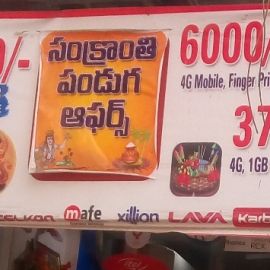 /-
సంక్రాంతి
పండుగ
ఆఫర్స్
6000/
4G Mobile, Finger Pri
37
4G, 1GB
mafe
xillion
LAVA
Karb